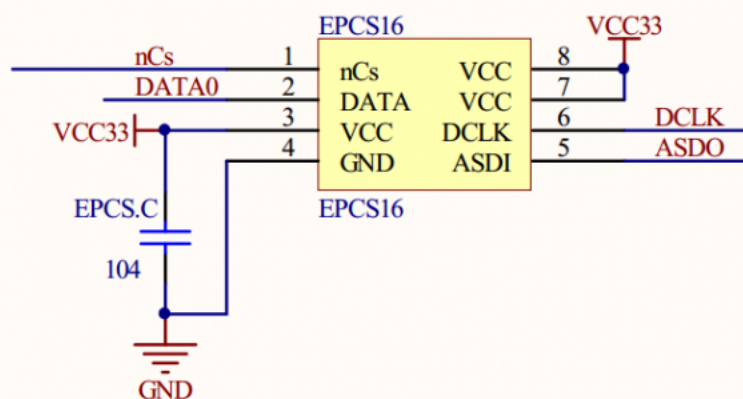 EPCS16
VCC33
nCs 1 nCs VCC 8
DATA0 2 DATA VCC 7
VCC33 3 VCC DCLK 6 DCLK
4 GND ASDI 5 ASDO
EPCS.C
EPCS16
104
GND